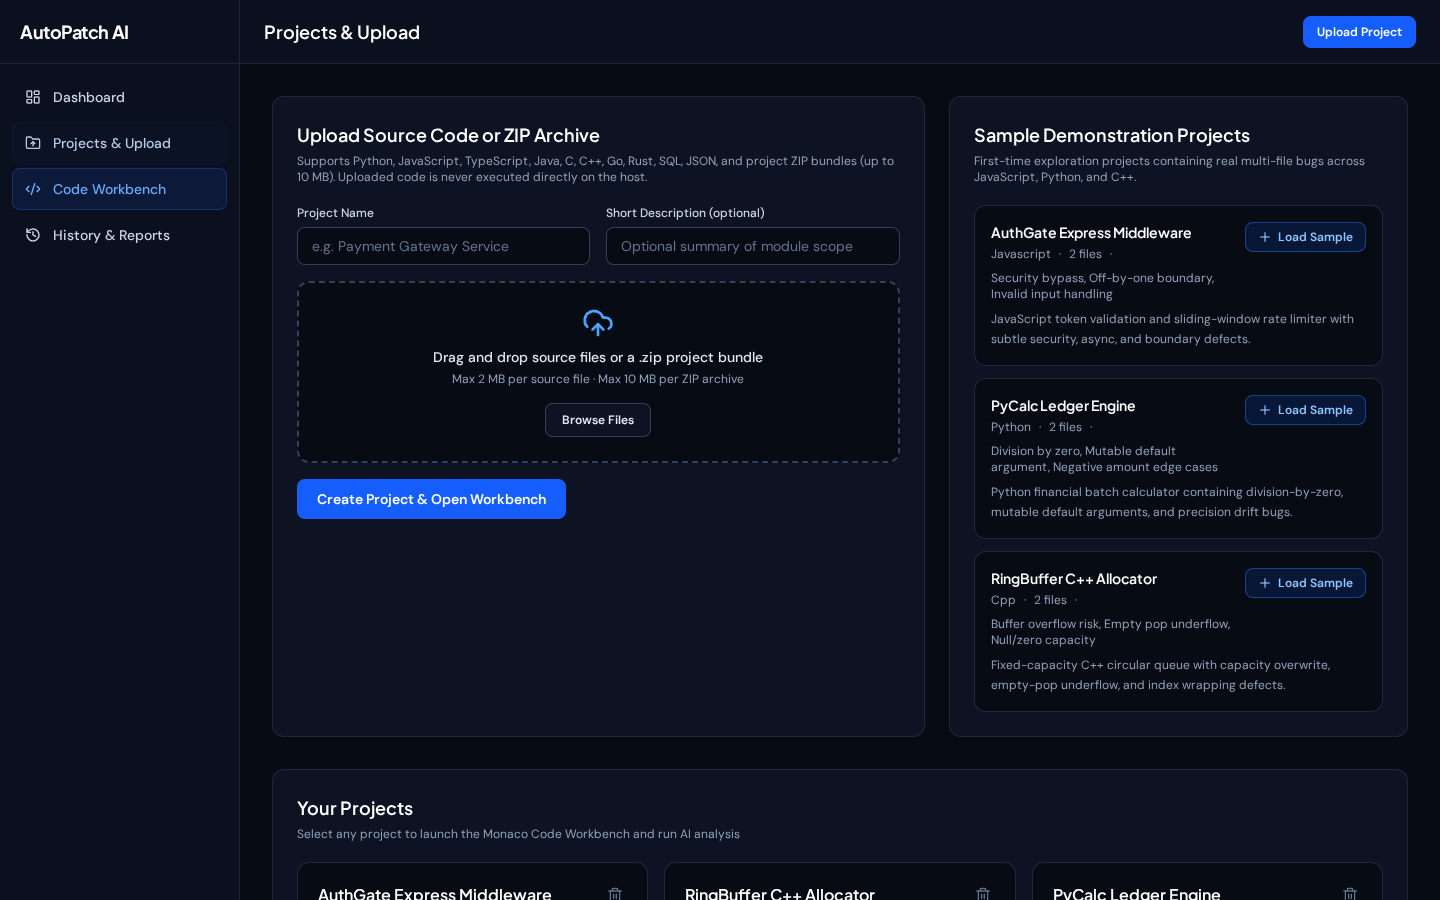 AutoPatch AI
Dashboard
Projects & Upload
Code Workbench
History & Reports
Projects & Upload
Upload Project
Upload Source Code or ZIP Archive
Supports Python, JavaScript, TypeScript, Java, C, C++, Go, Rust, SQL, JSON, and project ZIP bundles (up to
10 MB). Uploaded code is never executed directly on the host.
Project Name
e.g. Payment Gateway Service
Short Description (optional)
Optional summary of module scope
Drag and drop source files or a .zip project bundle
Max 2 MB per source file · Max 10 MB per ZIP archive
Browse Files
Create Project & Open Workbench
Sample Demonstration Projects
First-time exploration projects containing real multi-file bugs across
JavaScript, Python, and C++.
AuthGate Express Middleware
Load Sample
Javascript · 2 files ·
Security bypass, Off-by-one boundary,
Invalid input handling
JavaScript token validation and sliding-window rate limiter with
subtle security, async, and boundary defects.
PyCalc Ledger Engine
Load Sample
Python · 2 files ·
Division by zero, Mutable default
argument, Negative amount edge cases
Python financial batch calculator containing division-by-zero,
mutable default arguments, and precision drift bugs.
RingBuffer C++ Allocator
Load Sample
Cpp · 2 files ·
Buffer overflow risk, Empty pop underflow,
Null/zero capacity
Fixed-capacity C++ circular queue with capacity overwrite,
empty-pop underflow, and index wrapping defects.
Your Projects
Select any project to launch the Monaco Code Workbench and run AI analysis
AuthGate Express Middleware
RingBuffer C++ Allocator
PyCalc Ledger Engine